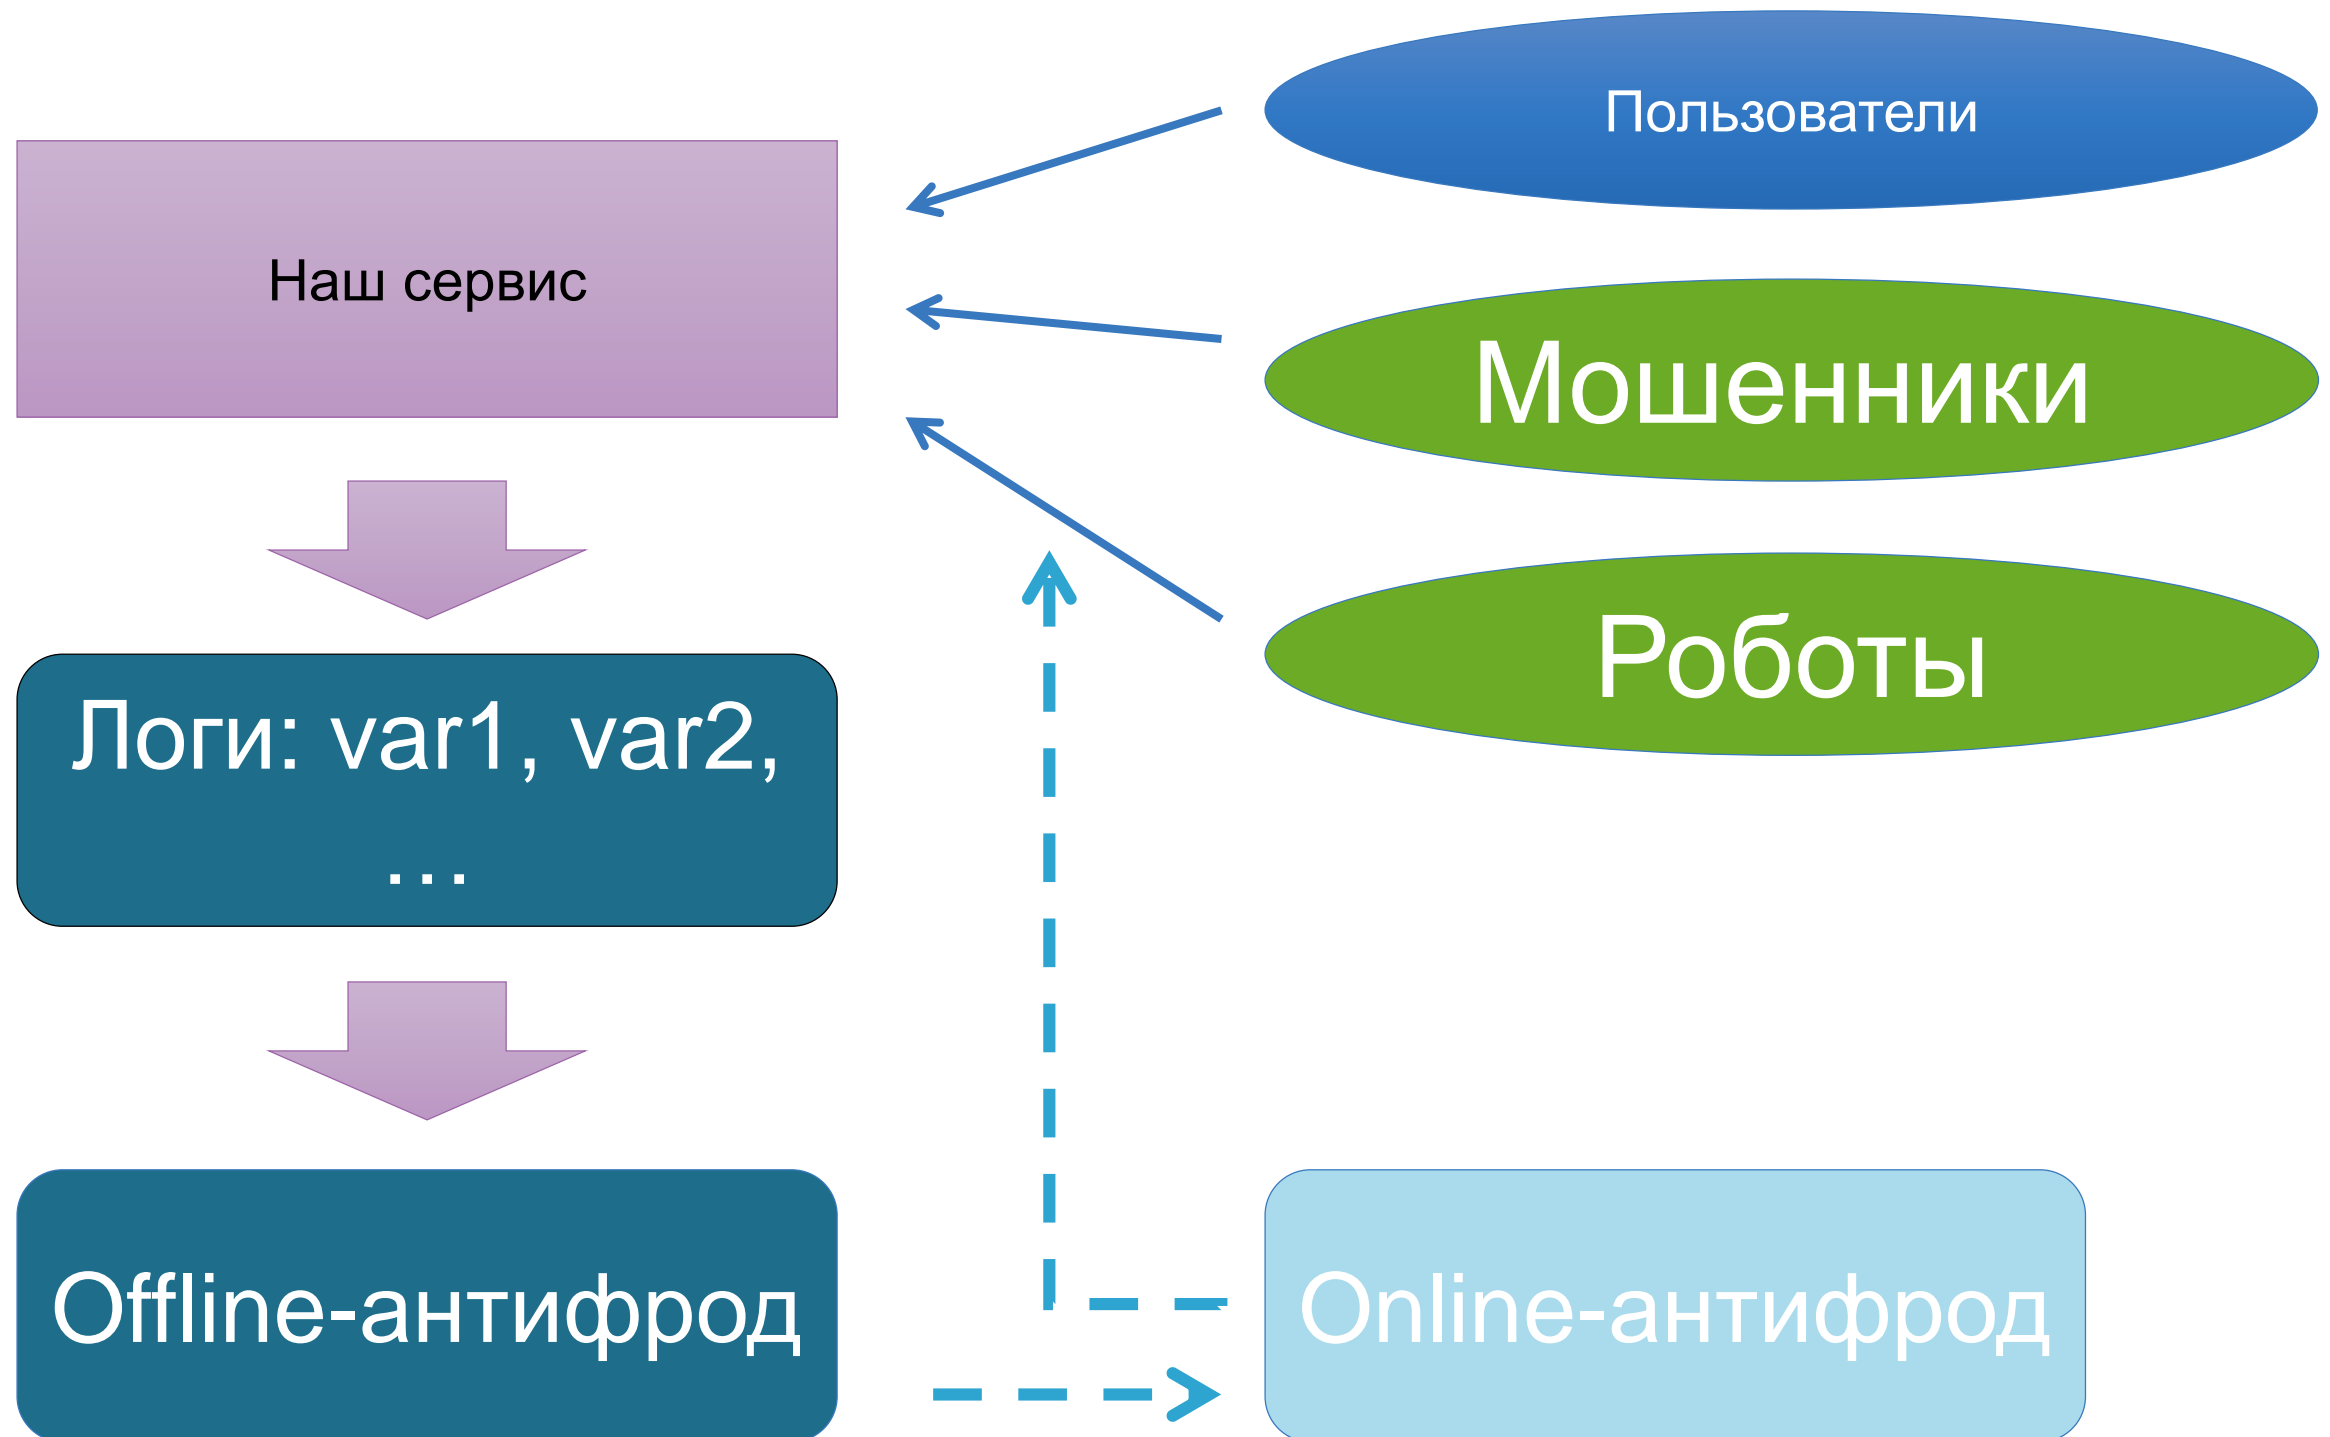 Пользователи
Наш сервис
Мошенники
Роботы
Логи: var1, var2,
…
Offline-антифрод
Online-антифрод